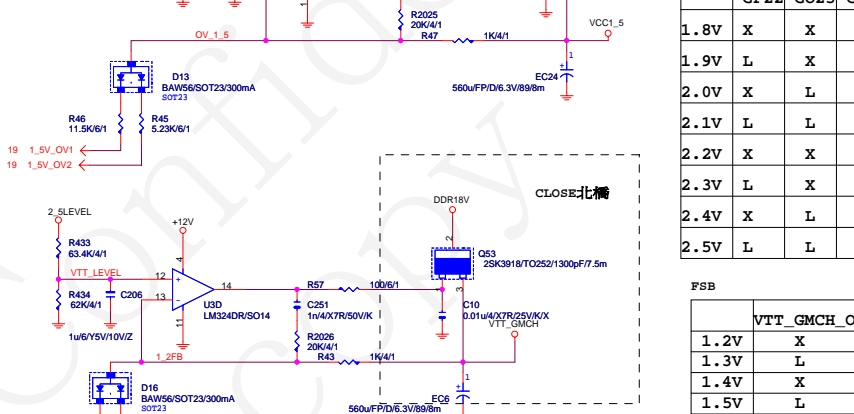 R2025
20K/4/1
VCC1_5
OV_1_5
R47
1K/4/1
1
D13
BAW56/SOT23/300mA
SOT23
EC24
560u/FP/D/6.3V/89/8m
R46
11.5K/6/1
R45
5.23K/6/1
19 1_5V_OV1
19 1_5V_OV2
CLOSE北橋
DDR18V
2_5LEVEL
+12V
R433
63.4K/4/1
2
Q53
2SK3918/TO252/1300pF/7.5m
4
VTT_LEVEL
12
+
14
R57
100/6/1
1
3
R434
62K/4/1
C206
13
-
U3D
LM324DR/SO14
C251
1n/4/X7R/50V/K
C10
0.01u/4/X7R/25V/K/X
VTT_GMCH
11
1u/6/Y5V/10V/Z
R2026
20K/4/1
1_2FB
R43
1K/4/1
1
D16
BAW56/SOT23/300mA
SOT23
EC6
560u/FP/D/6.3V/89/8m
1.8V X X
1.9V L X
2.0V X L
2.1V L L
2.2V X X
2.3V L X
2.4V X L
2.5V L L
FSB
VTT_GMCH_O
1.2V X
1.3V L
1.4V X
1.5V L
Confid
Copy